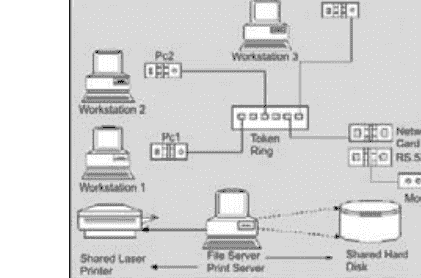 Pc2
Workstation 3
Workstation 2
Pc1
Token
Ring
Card
Workstation 1
Shared Laser
Printer
File Server
Print Server
Shared Hard
Disk